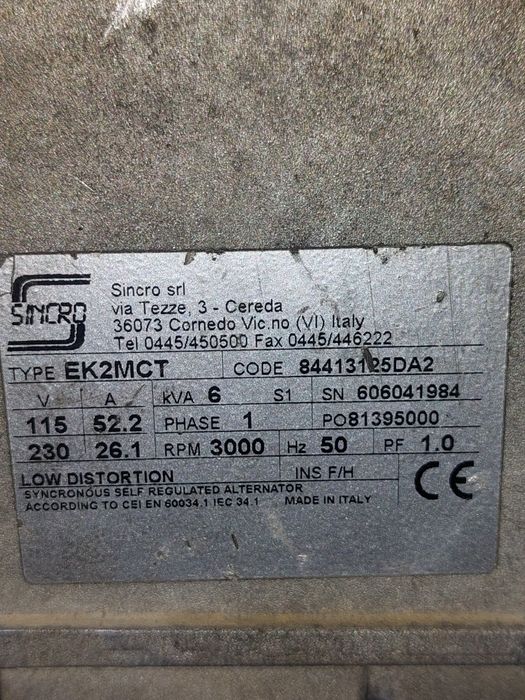 SINCRO
Sincro srl
via Tezze, 3 - Cereda
36073 Cornedo Vic.no (VI) Italy
Tel 0445/450500 Fax 0445/446222
TYPE EK2MCT CODE 84413125DA2
V A kVA 6 S1 SN 606041984
115 52.2 PHASE 1 PO81395000
230 26.1 RPM 3000 Hz 50 PF 1.0
LOW DISTORTION INS F/H
SYNCRONOUS SELF REGULATED ALTERNATOR
ACCORDING TO CEI EN 60034.1 IEC 34.1 MADE IN ITALY
CE